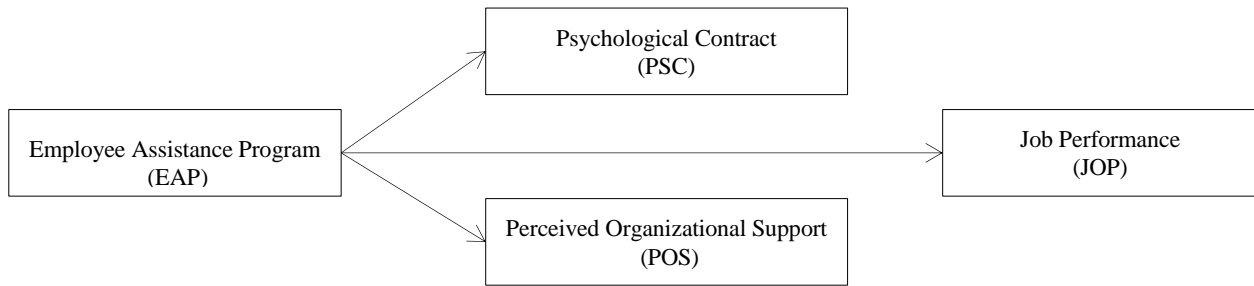 Psychological Contract
(PSC)
Employee Assistance Program
(EAP)
Job Performance
(JOP)
Perceived Organizational Support
(POS)